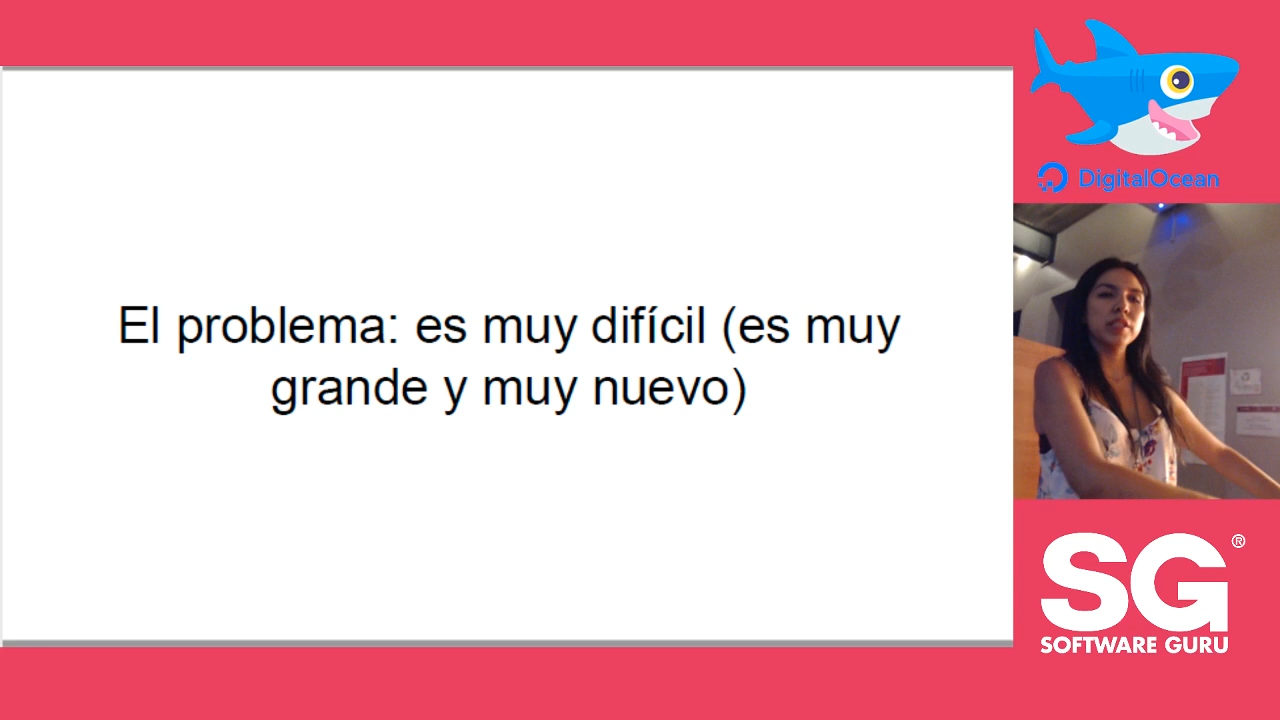 El problema: es muy difícil (es muy
grande y muy nuevo)
DigitalOcean
SG®
SOFTWARE GURU